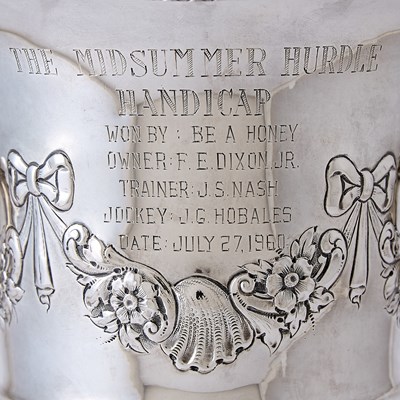 THE MIDSUMMER HURDLE
HANDICAP
WON BY: BE A HONEY
OWNER: F. E. DIXON, JR.
TRAINER: J. S. NASH
JOCKEY: J. G. HOBALES
DATE: JULY 27, 1960